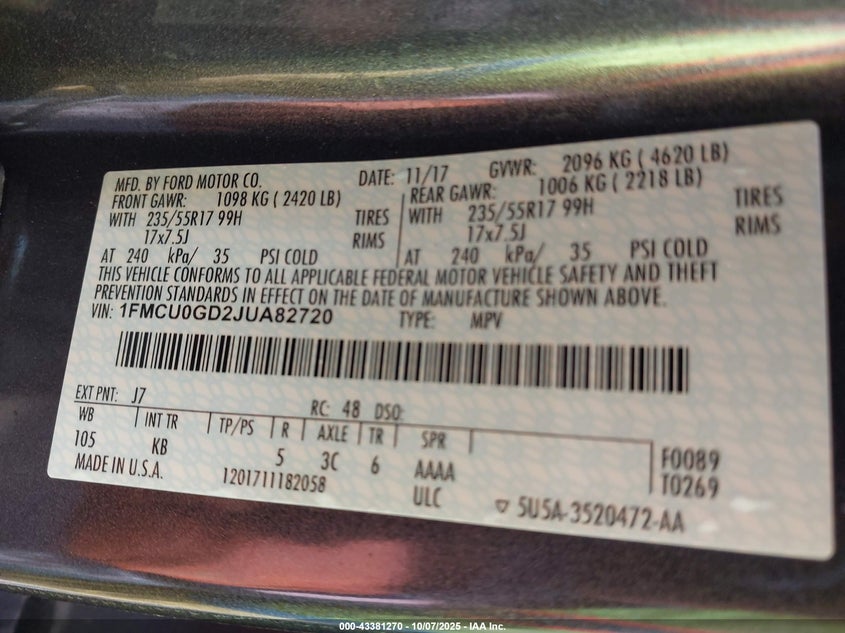 MFD. BY FORD MOTOR CO. DATE: 11/17 GVWR: 2096 KG ( 4620 LB)
FRONT GAWR: 1098 KG ( 2420 LB) REAR GAWR: 1006 KG ( 2218 LB)
WITH 235/55R17 99H TIRES WITH 235/55R17 99H TIRES
17x7.5J RIMS 17x7.5J RIMS
AT 240 kPa/ 35 PSI COLD AT 240 kPa/ 35 PSI COLD
THIS VEHICLE CONFORMS TO ALL APPLICABLE FEDERAL MOTOR VEHICLE SAFETY AND THEFT
PREVENTION STANDARDS IN EFFECT ON THE DATE OF MANUFACTURE SHOWN ABOVE.
VIN: 1FMCU0GD2JUA82720 TYPE: MPV
EXT PNT: J7 RC: 48 DSO:
WB INT TR TP/PS R AXLE TR SPR
105 KB 5 3C 6 AAAA F0089
MADE IN U.S.A. 1201711182058 ULC T0269
5U5A-3520472-AA
000-43381270 - 10/07/2025 - IAA Inc.